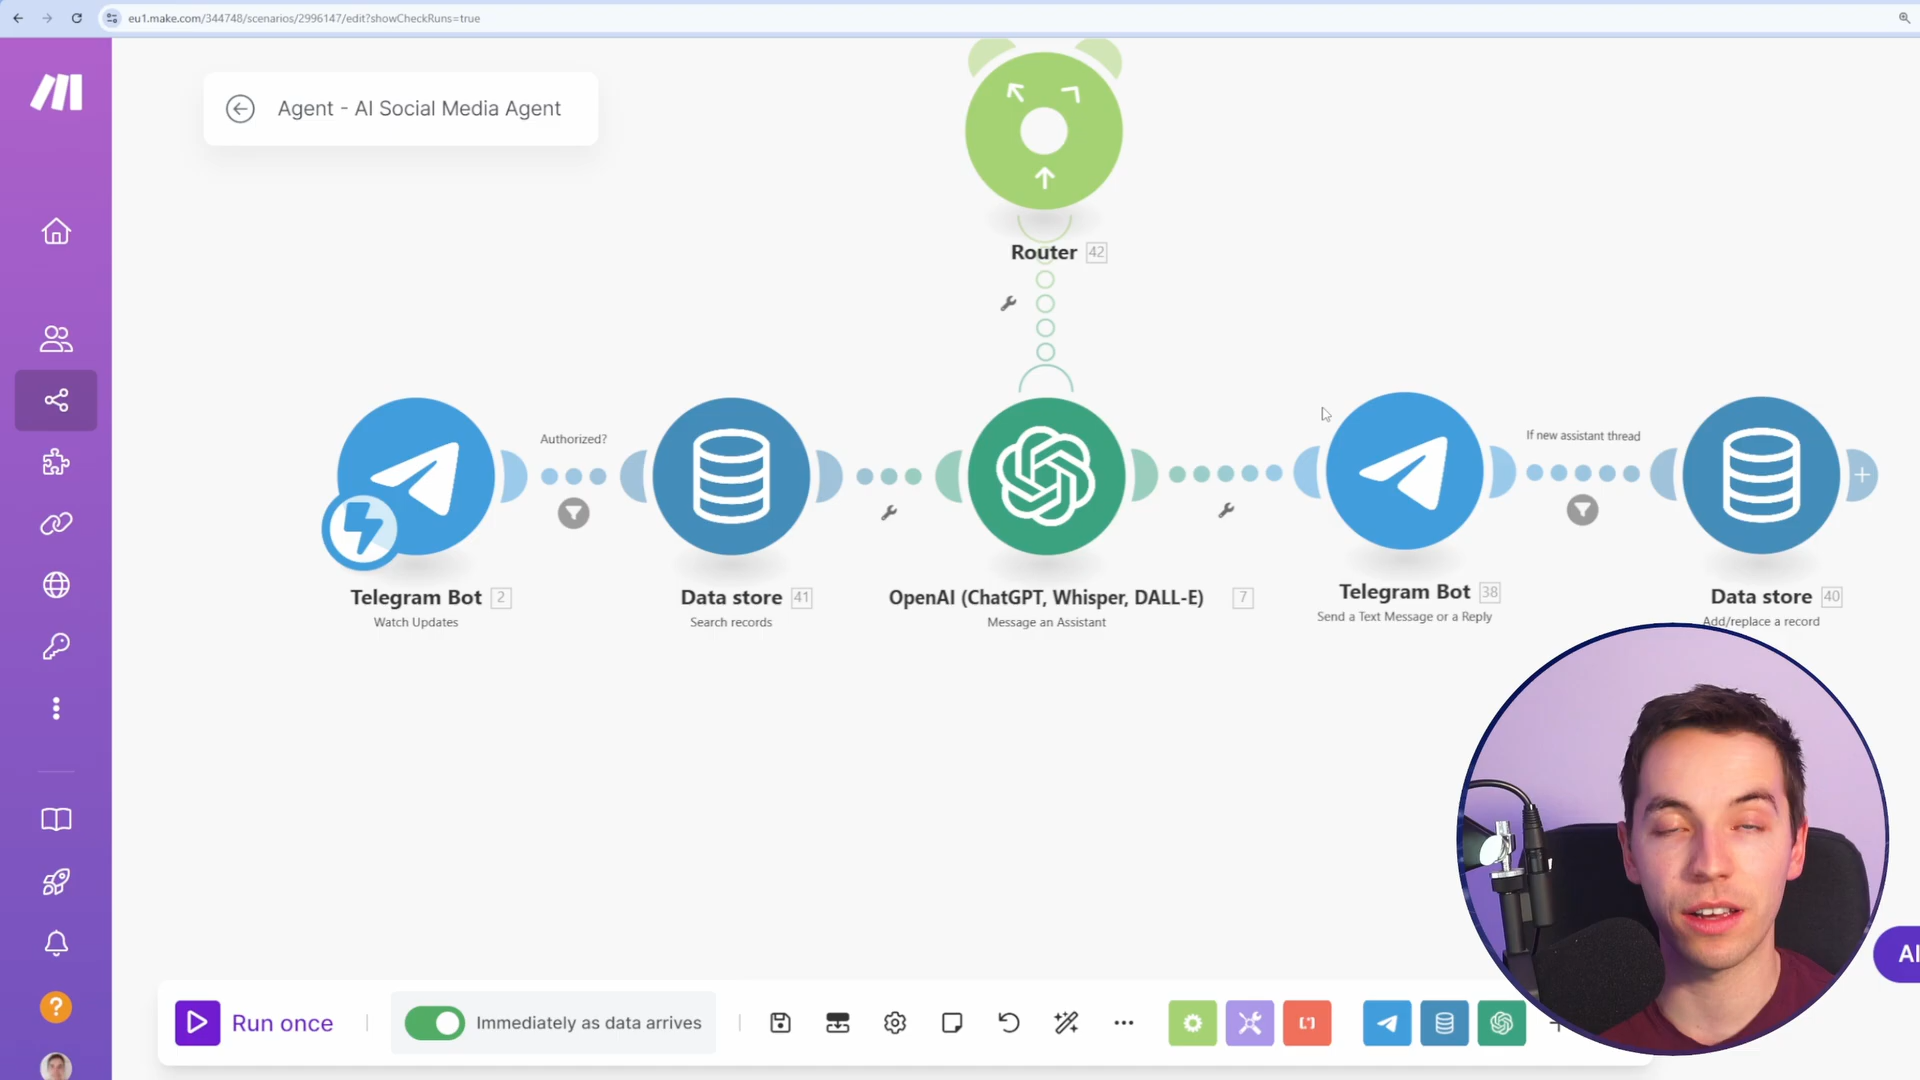 eu1.make.com/344748/scenarios/2996147/edit?showCheckRuns=true
Agent - AI Social Media Agent
Router 42
Authorized?
If new assistant thread
Telegram Bot 2
Watch Updates
Data store 41
Search records
OpenAI (ChatGPT, Whisper, DALL-E) 7
Message an Assistant
Telegram Bot 38
Send a Text Message or a Reply
Data store 40
Add/replace a record
AI
?
Run once
Immediately as data arrives